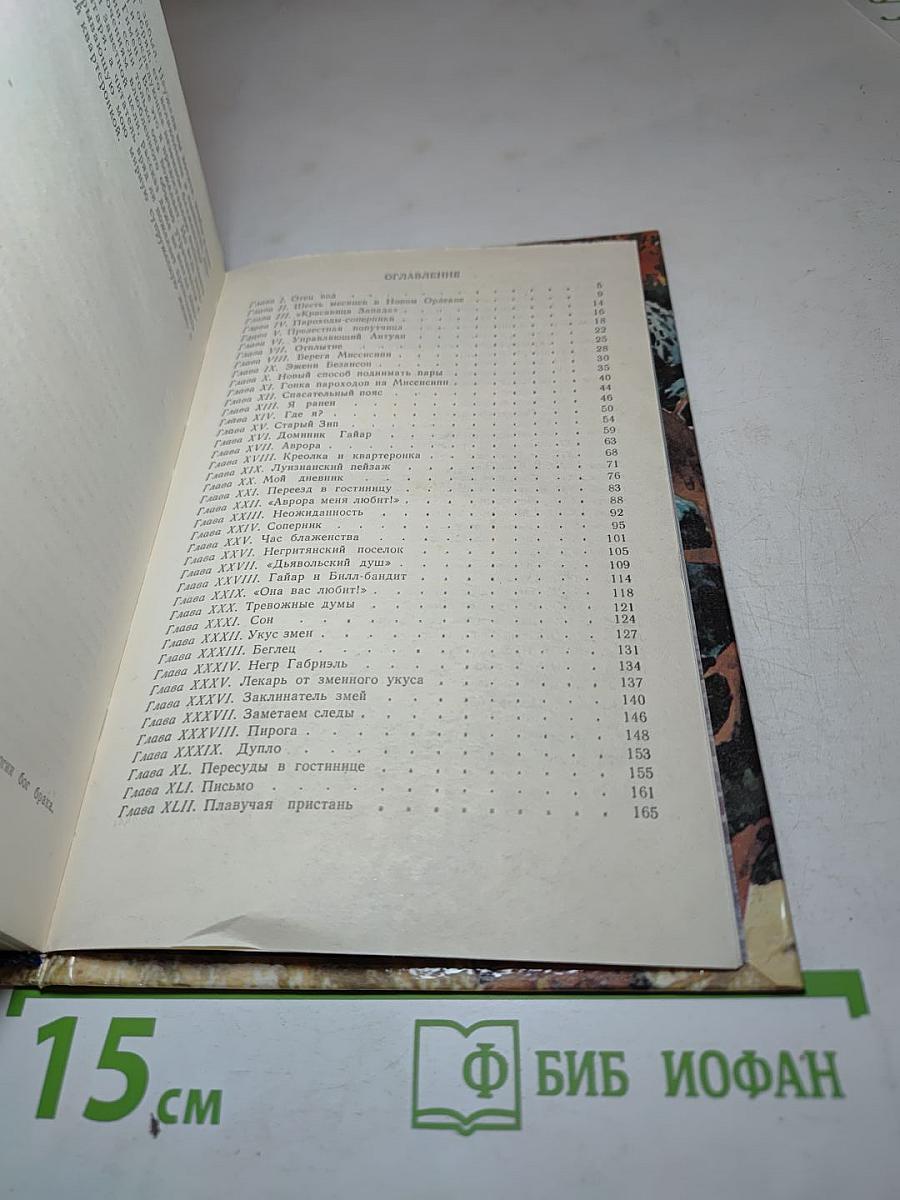 ОГЛАВЛЕНИЕ
Глава I. Отец вод . . . 5
Глава II. Шесть месяцев в Новом Орлеане . . . 9
Глава III. «Красавица Запада» . . . 14
Глава IV. Пароходы-соперники . . . 16
Глава V. Прелестная попутчица . . . 18
Глава VI. Управляющий Антуан . . . 22
Глава VII. Отплытие . . . 25
Глава VIII. Берега Миссисипи . . . 28
Глава IX. Эжени Безансон . . . 30
Глава X. Новый способ поднимать пары . . . 35
Глава XI. Гонка пароходов на Миссисипи . . . 40
Глава XII. Спасательный пояс . . . 44
Глава XIII. Я ранен . . . 46
Глава XIV. Где я? . . . 50
Глава XV. Старый Зип . . . 54
Глава XVI. Доминик Гайар . . . 59
Глава XVII. Аврора . . . 63
Глава XVIII. Креолка и квартеронка . . . 68
Глава XIX. Луизианский пейзаж . . . 71
Глава XX. Мой дневник . . . 76
Глава XXI. Переезд в гостиницу . . . 83
Глава XXII. «Аврора меня любит!» . . . 88
Глава XXIII. Неожиданность . . . 92
Глава XXIV. Соперник . . . 95
Глава XXV. Час блаженства . . . 101
Глава XXVI. Негритянский поселок . . . 105
Глава XXVII. «Дьявольский душ» . . . 109
Глава XXVIII. Гайар и Билл-бандит . . . 114
Глава XXIX. «Она вас любит!» . . . 118
Глава XXX. Тревожные думы . . . 121
Глава XXXI. Сон . . . 124
Глава XXXII. Укус змеи . . . 127
Глава XXXIII. Беглец . . . 131
Глава XXXIV. Негр Габриэль . . . 134
Глава XXXV. Лекарь от змеиного укуса . . . 137
Глава XXXVI. Заклинатель змей . . . 140
Глава XXXVII. Заметаем следы . . . 146
Глава XXXVIII. Пирога . . . 148
Глава XXXIX. Дупло . . . 153
Глава XL. Пересуды в гостинице . . . 155
Глава XLI. Письмо . . . 161
Глава XLII. Плавучая пристань . . . 165
бог брака.
15 см
Ф БИБ ИОФАН